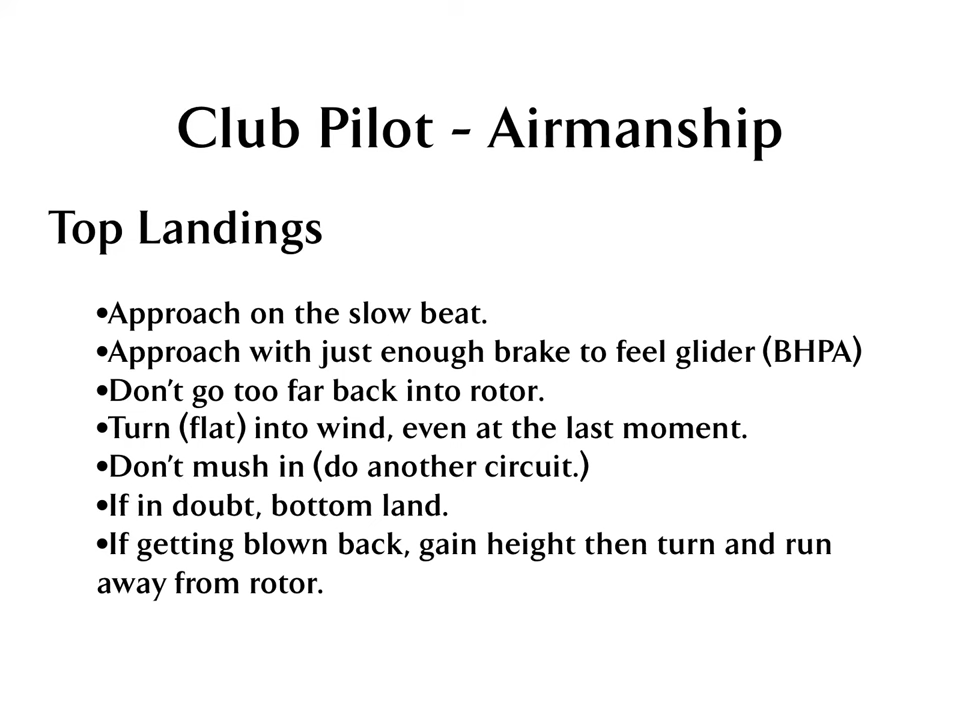 Club Pilot - Airmanship
Top Landings
•Approach on the slow beat.
•Approach with just enough brake to feel glider (BHPA)
•Don’t go too far back into rotor.
•Turn (flat) into wind, even at the last moment.
•Don’t mush in (do another circuit.)
•If in doubt, bottom land.
•If getting blown back, gain height then turn and run
away from rotor.